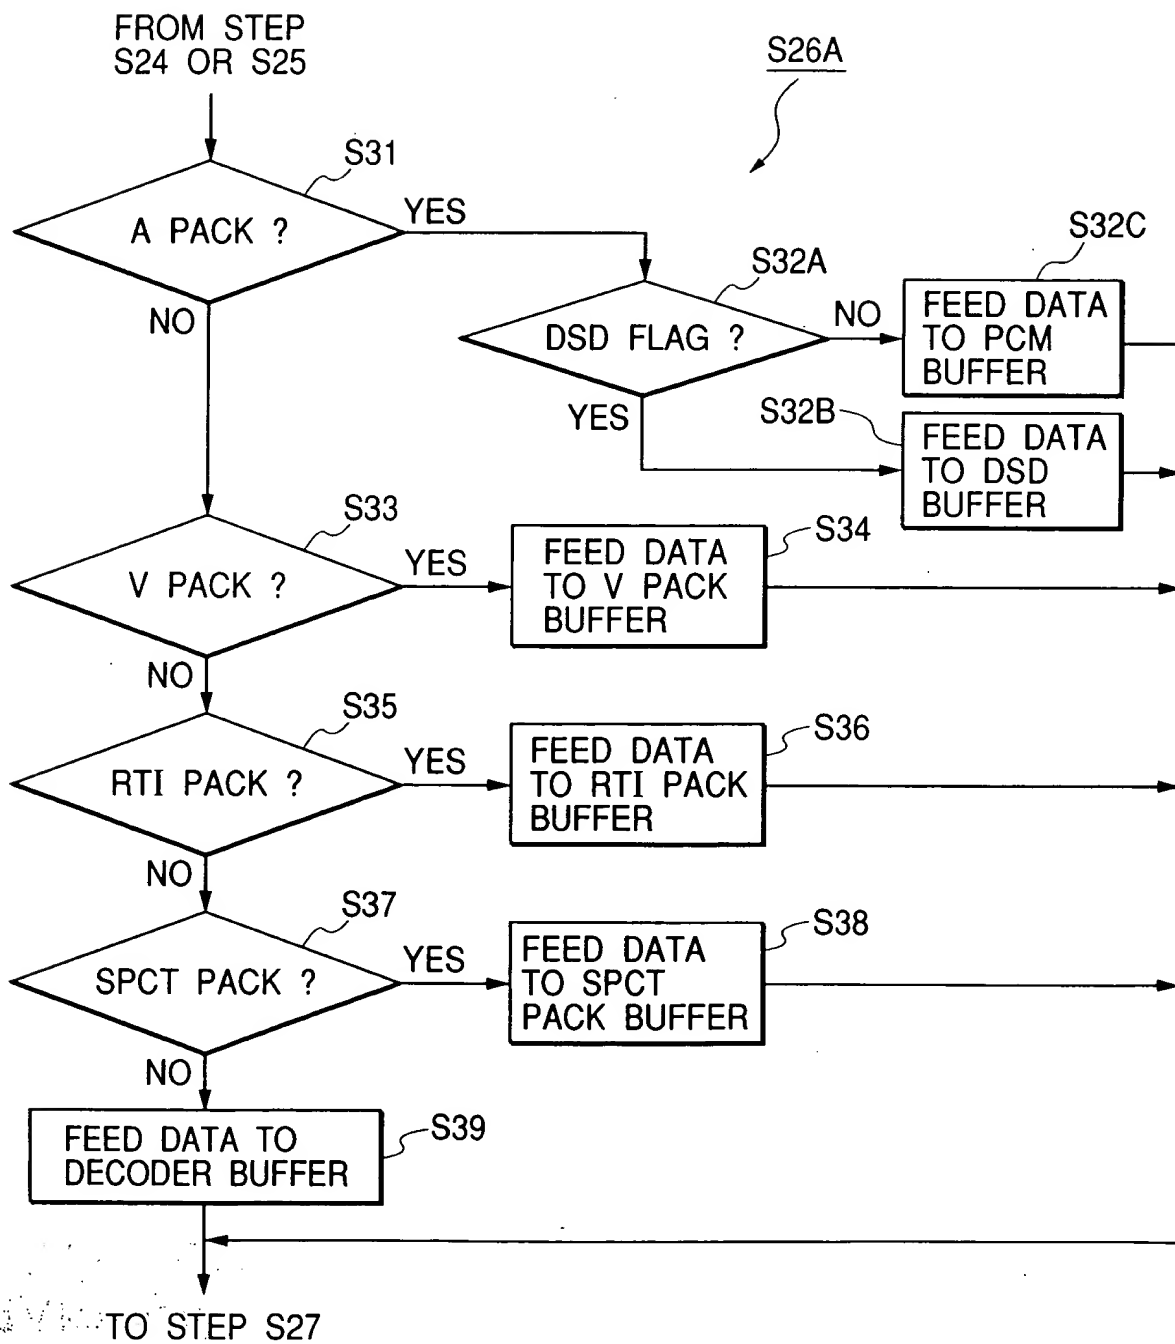 FROM STEP
S24 OR S25
S26A
S31
A PACK ?
YES
NO
S32A
DSD FLAG ?
NO
YES
S32C
FEED DATA
TO PCM
BUFFER
S32B
FEED DATA
TO DSD
BUFFER
S33
V PACK ?
YES
NO
S34
FEED DATA
TO V PACK
BUFFER
S35
RTI PACK ?
YES
NO
S36
FEED DATA
TO RTI PACK
BUFFER
S37
SPCT PACK ?
YES
NO
S38
FEED DATA
TO SPCT
PACK BUFFER
S39
FEED DATA TO
DECODER BUFFER
TO STEP S27